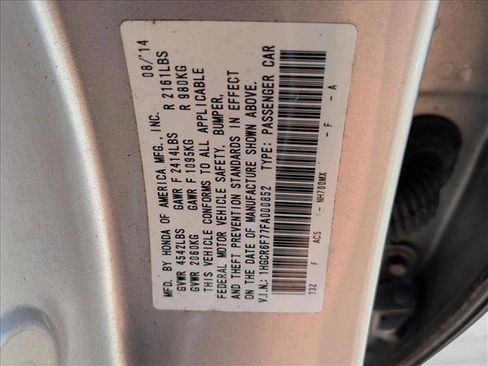 MFD. BY HONDA OF AMERICA MFG., INC. 08/14
GVWR 4542LBS GAWR F 2414LBS R 2161LBS
GVWR 2060KG GAWR F 1095KG R 980KG
THIS VEHICLE CONFORMS TO ALL APPLICABLE
FEDERAL MOTOR VEHICLE SAFETY, BUMPER,
AND THEFT PREVENTION STANDARDS IN EFFECT
ON THE DATE OF MANUFACTURE SHOWN ABOVE.
V.I.N.: 1HGCR6F77FA000852 TYPE: PASSENGER CAR
T32 F AC5 - NH700MX - F - A